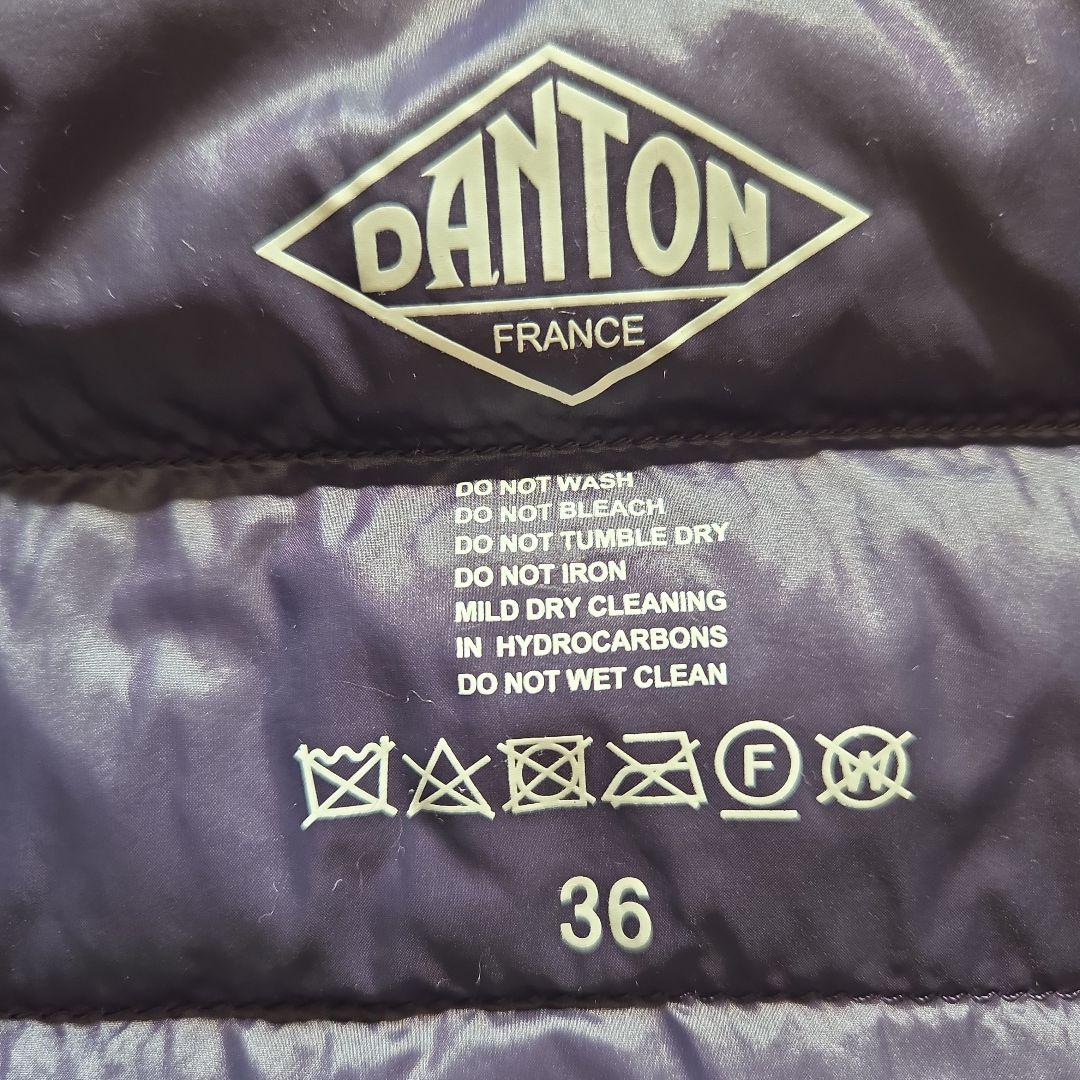 DANTON
FRANCE
DO NOT WASH
DO NOT BLEACH
DO NOT TUMBLE DRY
DO NOT IRON
MILD DRY CLEANING
IN HYDROCARBONS
DO NOT WET CLEAN
F W
36